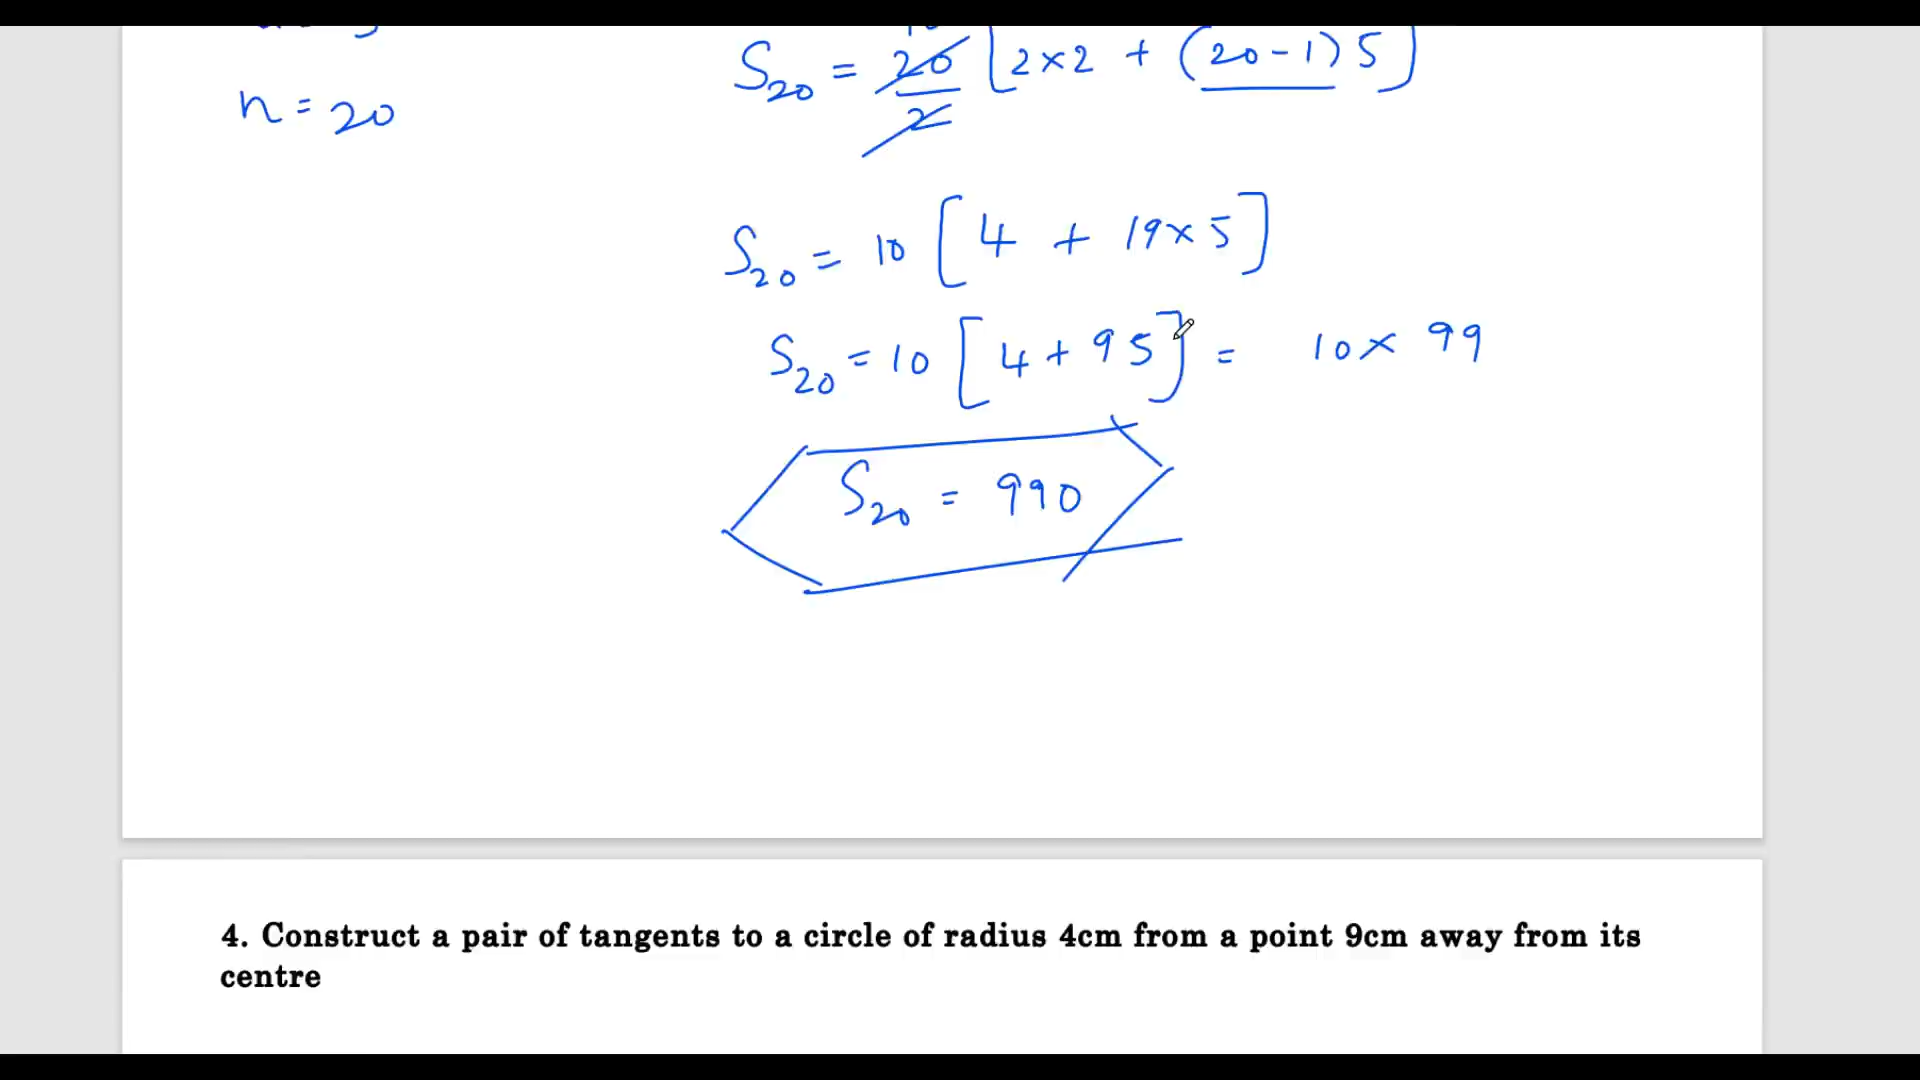 S₂₀ = 20/2 [2×2 + (20-1)5]
n = 20
S₂₀ = 10 [4 + 19×5]
S₂₀ = 10 [4 + 95] = 10 × 99
S₂₀ = 990
4. Construct a pair of tangents to a circle of radius 4cm from a point 9cm away from its
centre